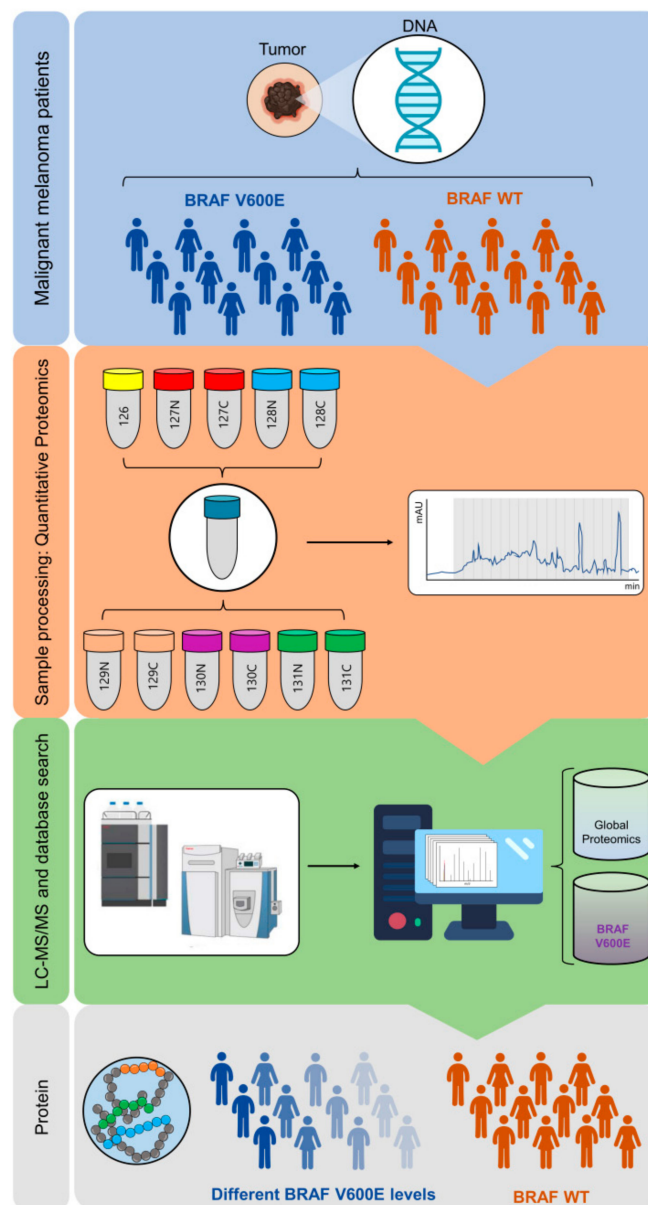 Malignant melanoma patients
Tumor
DNA
BRAF V600E
BRAF WT
Sample processing: Quantitative Proteomics
126
127N
127C
128N
128C
mAU
min
129N
129C
130N
130C
131N
131C
LC-MS/MS and database search
Global
Proteomics
BRAF
V600E
Protein
Different BRAF V600E levels
BRAF WT